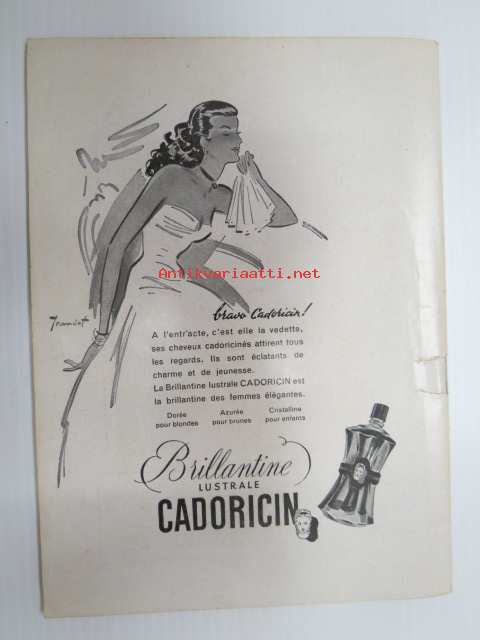 Antikvariaatti.net
bravo Cadoricin!
A l'entr'acte, c'est elle la vedette,
ses cheveux cadoricinés attirent tous
les regards. Ils sont éclatants de
charme et de jeunesse.
La Brillantine lustrale CADORICIN est
la brillantine des femmes élégantes.
Dorée Azurée Cristalline
pour blondes pour brunes pour enfants
Brillantine
LUSTRALE
CADORICIN